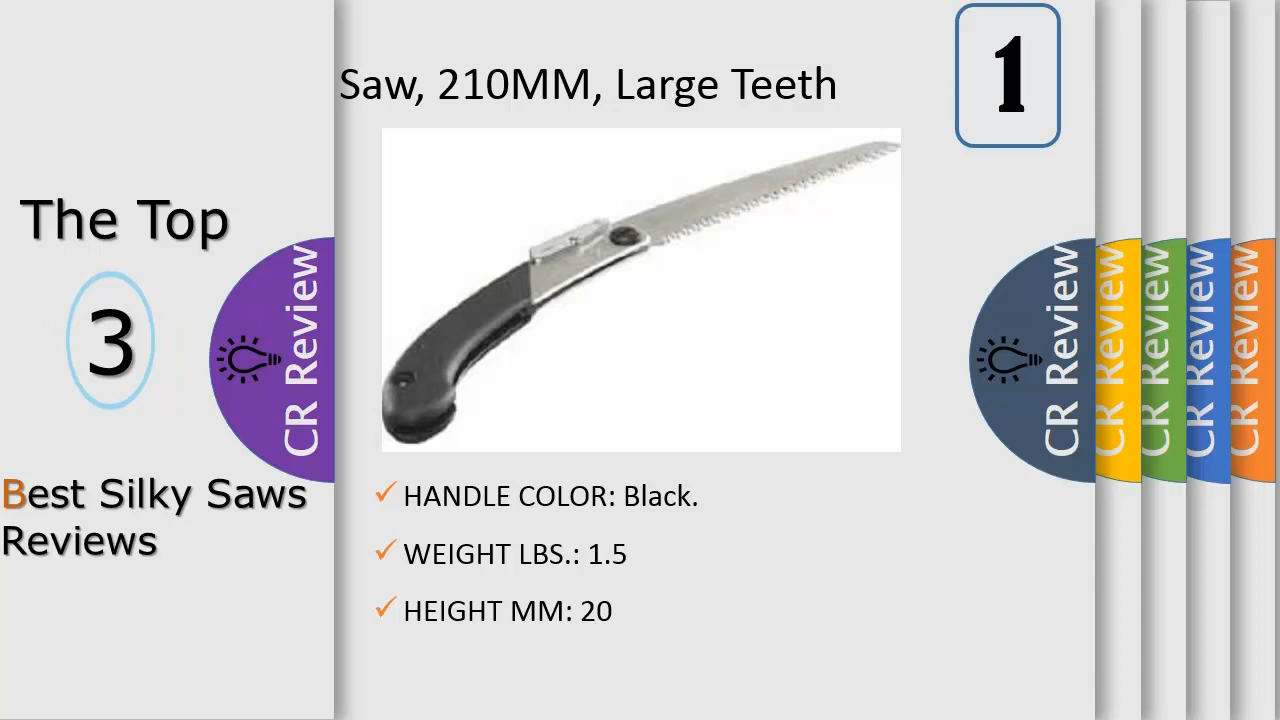 The Top
3
Best Silky Saws
Reviews
CR Review
Saw, 210MM, Large Teeth
1
HANDLE COLOR: Black.
WEIGHT LBS.: 1.5
HEIGHT MM: 20
CR Review
CR Review
CR Review
CR Review
CR Review